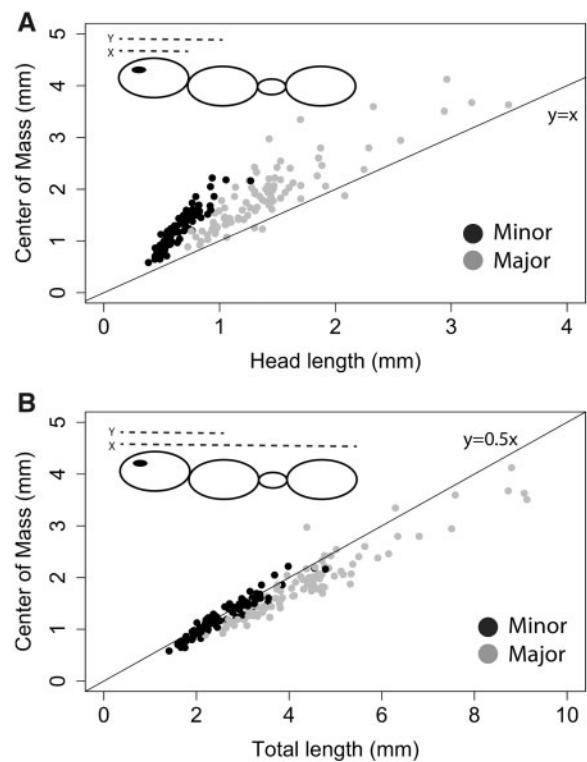 A
Y
X
y=x
Minor
Major
Center of Mass (mm)
5
4
3
2
1
0
0 1 2 3 4
Head length (mm)
B
Y
X
y=0.5x
Minor
Major
Center of Mass (mm)
5
4
3
2
1
0
0 2 4 6 8 10
Total length (mm)